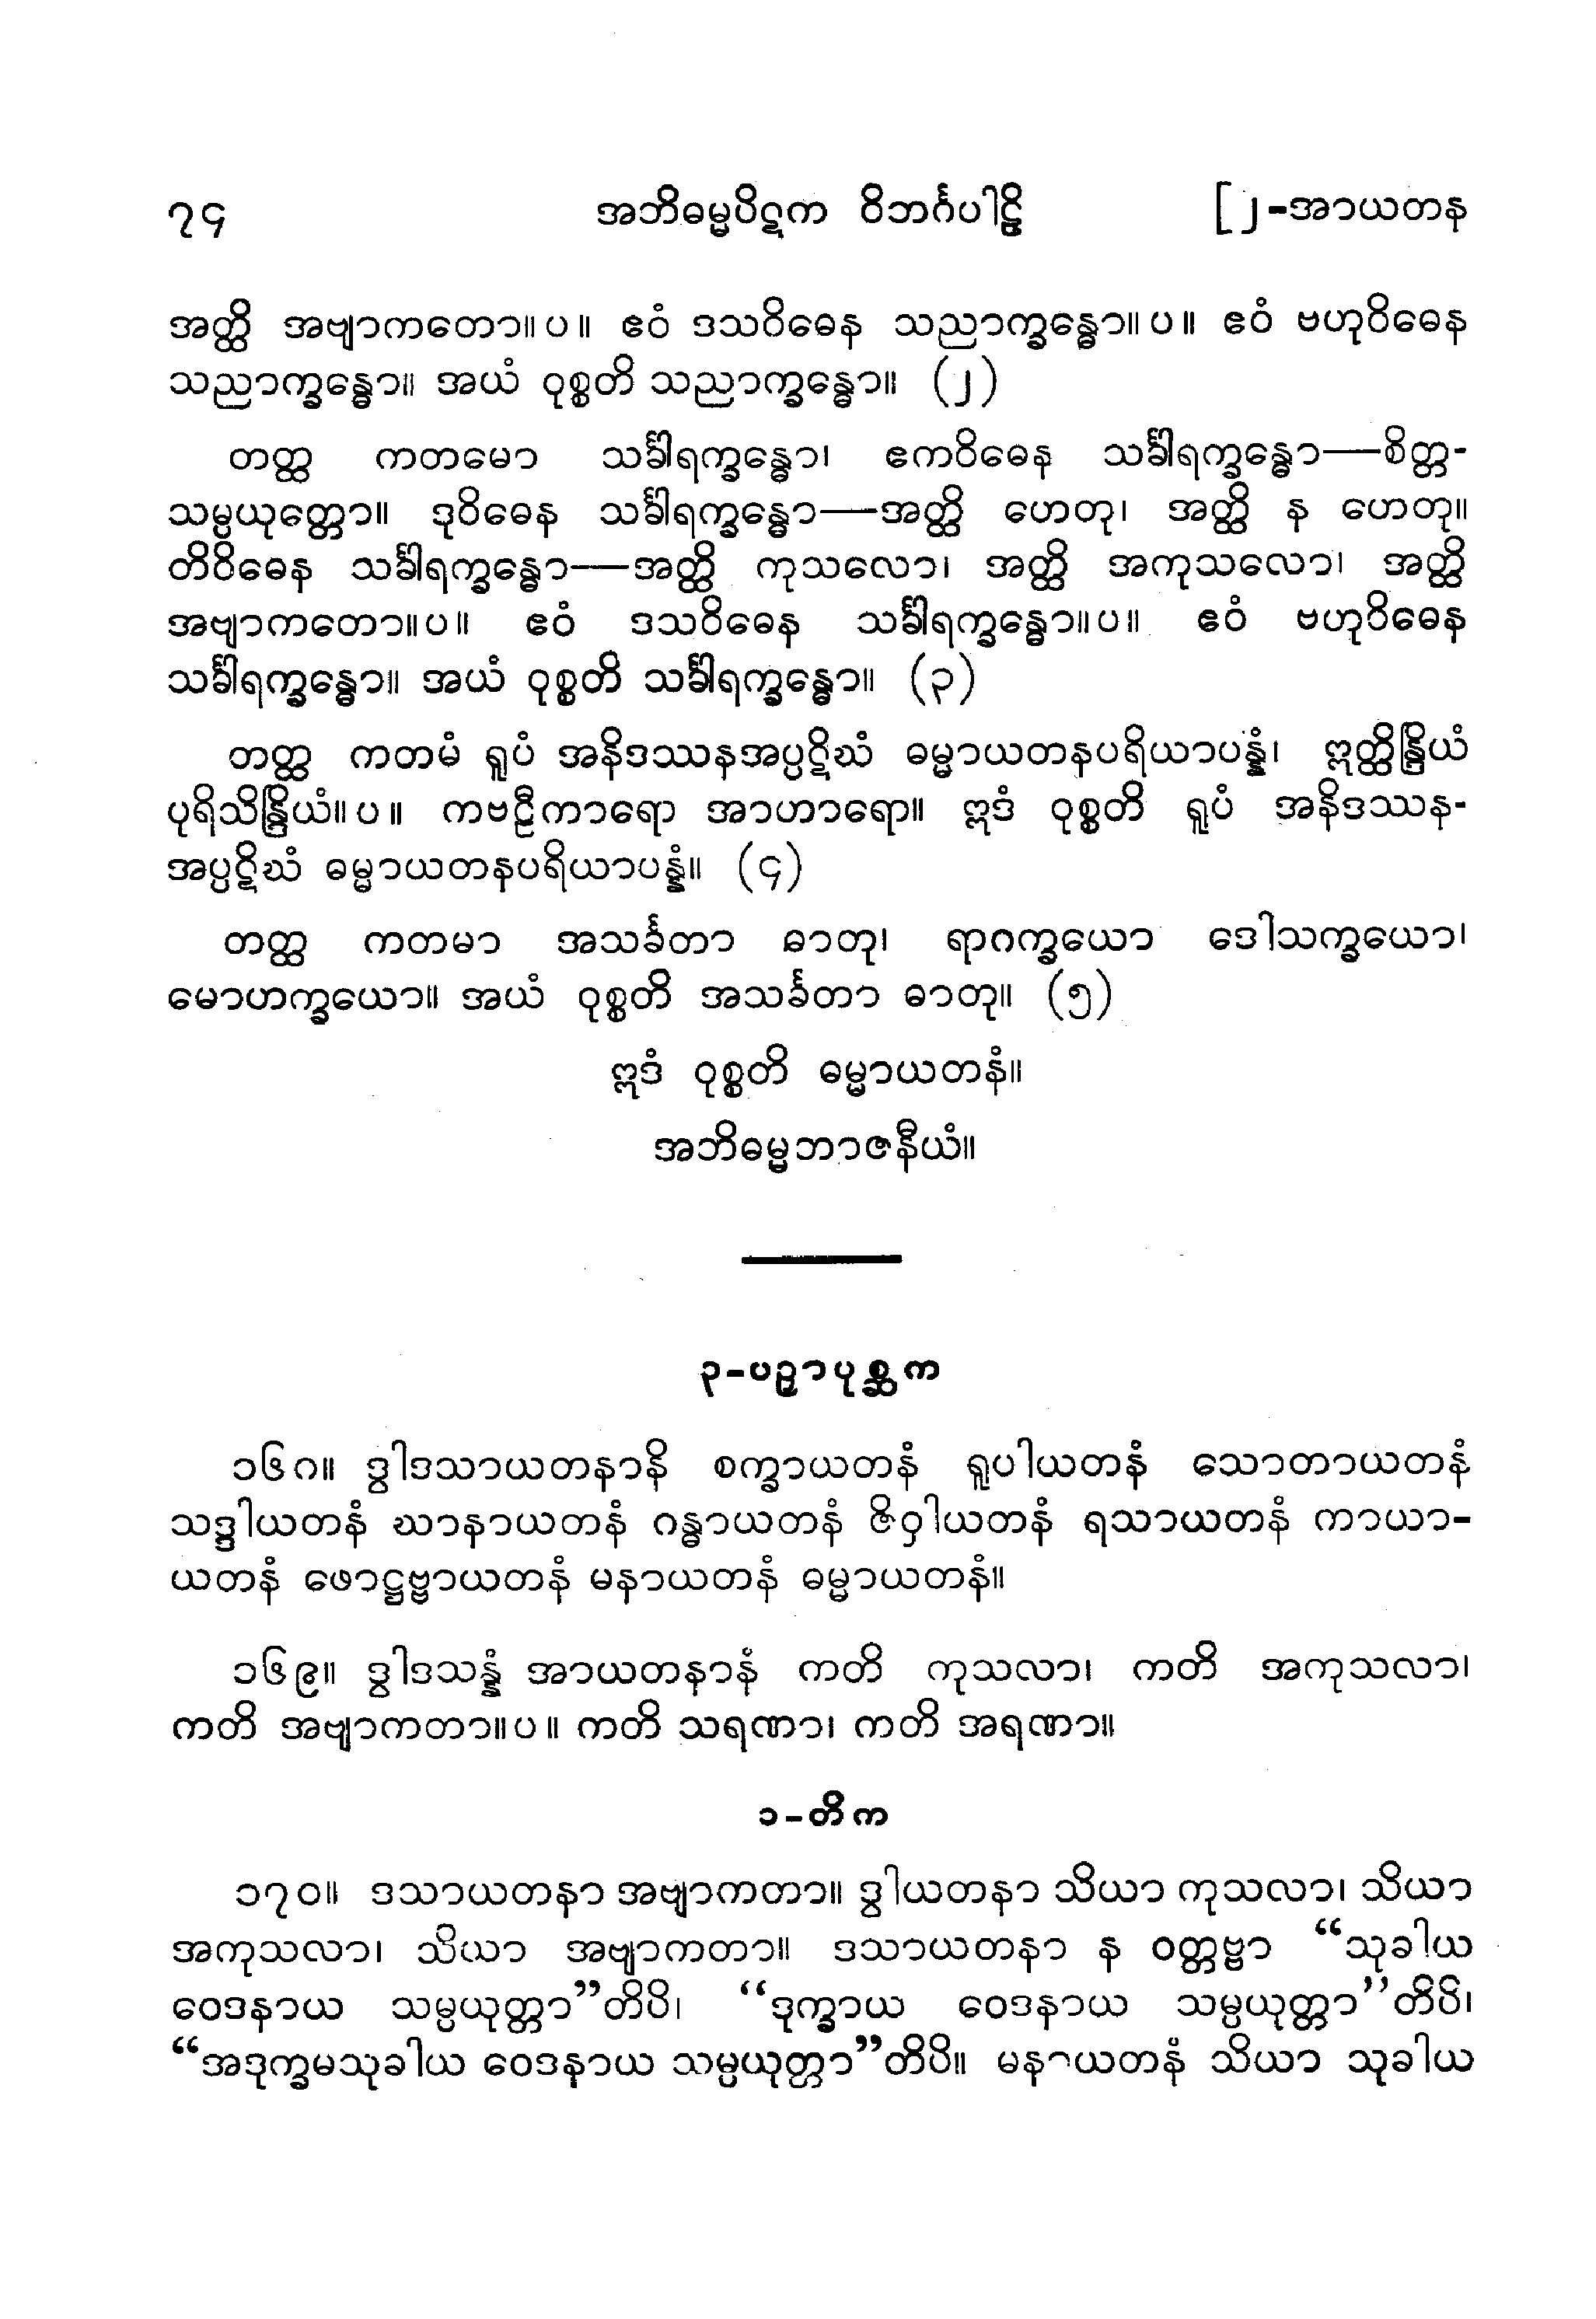 ၇၄ အဘိဓမ္မပိဋက ဝိဘင်္ဂပါဠိ [၂-အာယတန
အတ္ထိ အဗျာကတော။ပ။ ဧဝံ ဒသဝိဓေန သညာက္ခန္ဓော။ပ။ ဧဝံ ဗဟုဝိဓေန
သညာက္ခန္ဓော။ အယံ ဝုစ္စတိ သညာက္ခန္ဓော။ (၂)
တတ္ထ ကတမော သင်္ခါရက္ခန္ဓော၊ ဧကဝိဓေန သင်္ခါရက္ခန္ဓော—စိတ္တ-
သမ္ပယုတ္တော။ ဒုဝိဓေန သင်္ခါရက္ခန္ဓော—အတ္ထိ ဟေတု၊ အတ္ထိ န ဟေတု။
တိဝိဓေန သင်္ခါရက္ခန္ဓော—အတ္ထိ ကုသလော၊ အတ္ထိ အကုသလော၊ အတ္ထိ
အဗျာကတော။ပ။ ဧဝံ ဒသဝိဓေန သင်္ခါရက္ခန္ဓော။ပ။ ဧဝံ ဗဟုဝိဓေန
သင်္ခါရက္ခန္ဓော။ အယံ ဝုစ္စတိ သင်္ခါရက္ခန္ဓော။ (၃)
တတ္ထ ကတမံ ရူပံ အနိဒဿနအပ္ပဋိဃံ ဓမ္မာယတနပရိယာပန္နံ၊ ဣတ္ထိန္ဒြိယံ
ပုရိသိန္ဒြိယံ။ပ။ ကဗဠီကာရော အာဟာရော။ ဣဒံ ဝုစ္စတိ ရူပံ အနိဒဿန-
အပ္ပဋိဃံ ဓမ္မာယတနပရိယာပန္နံ။ (၄)
တတ္ထ ကတမာ အသင်္ခတာ ဓာတု၊ ရာဂက္ခယော ဒေါသက္ခယော၊
မောဟက္ခယော။ အယံ ဝုစ္စတိ အသင်္ခတာ ဓာတု။ (၅)
ဣဒံ ဝုစ္စတိ ဓမ္မာယတနံ။
အဘိဓမ္မဘာဇနီယံ။
၃-ပဉှာပုစ္ဆက
၁၆၈။ ဒွါဒသာယတနာနိ စက္ခာယတနံ ရူပါယတနံ သောတာယတနံ
သဒ္ဒါယတနံ ဃာနာယတနံ ဂန္ဓာယတနံ ဇိဝှါယတနံ ရသာယတနံ ကာယာ-
ယတနံ ဖောဋ္ဌဗ္ဗာယတနံ မနာယတနံ ဓမ္မာယတနံ။
၁၆၉။ ဒွါဒသန္နံ အာယတနာနံ ကတိ ကုသလာ၊ ကတိ အကုသလာ၊
ကတိ အဗျာကတာ။ပ။ ကတိ သရဏာ၊ ကတိ အရဏာ။
၁-တိက
၁၇၀။ ဒသာယတနာ အဗျာကတာ။ ဒွါယတနာ သိယာ ကုသလာ၊ သိယာ
အကုသလာ၊ သိယာ အဗျာကတာ။ ဒသာယတနာ န ဝတ္တဗ္ဗာ “သုခါယ
ဝေဒနာယ သမ္ပယုတ္တာ”တိပိ၊ “ဒုက္ခာယ ဝေဒနာယ သမ္ပယုတ္တာ”တိပိ၊
“အဒုက္ခမသုခါယ ဝေဒနာယ သမ္ပယုတ္တာ”တိပိ။ မနာယတနံ သိယာ သုခါယ